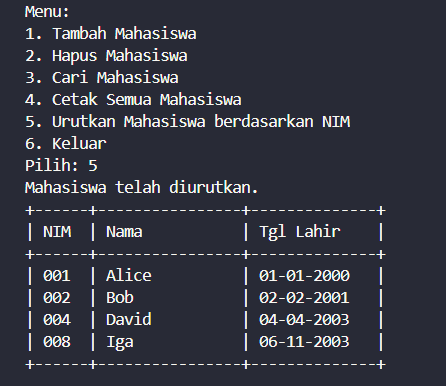 Menu:
1. Tambah Mahasiswa
2. Hapus Mahasiswa
3. Cari Mahasiswa
4. Cetak Semua Mahasiswa
5. Urutkan Mahasiswa berdasarkan NIM
6. Keluar
Pilih: 5
Mahasiswa telah diurutkan.
+------+----------------+--------------+
| NIM  | Nama           | Tgl Lahir    |
+------+----------------+--------------+
| 001  | Alice          | 01-01-2000   |
| 002  | Bob            | 02-02-2001   |
| 004  | David          | 04-04-2003   |
| 008  | Iga            | 06-11-2003   |
+------+----------------+--------------+